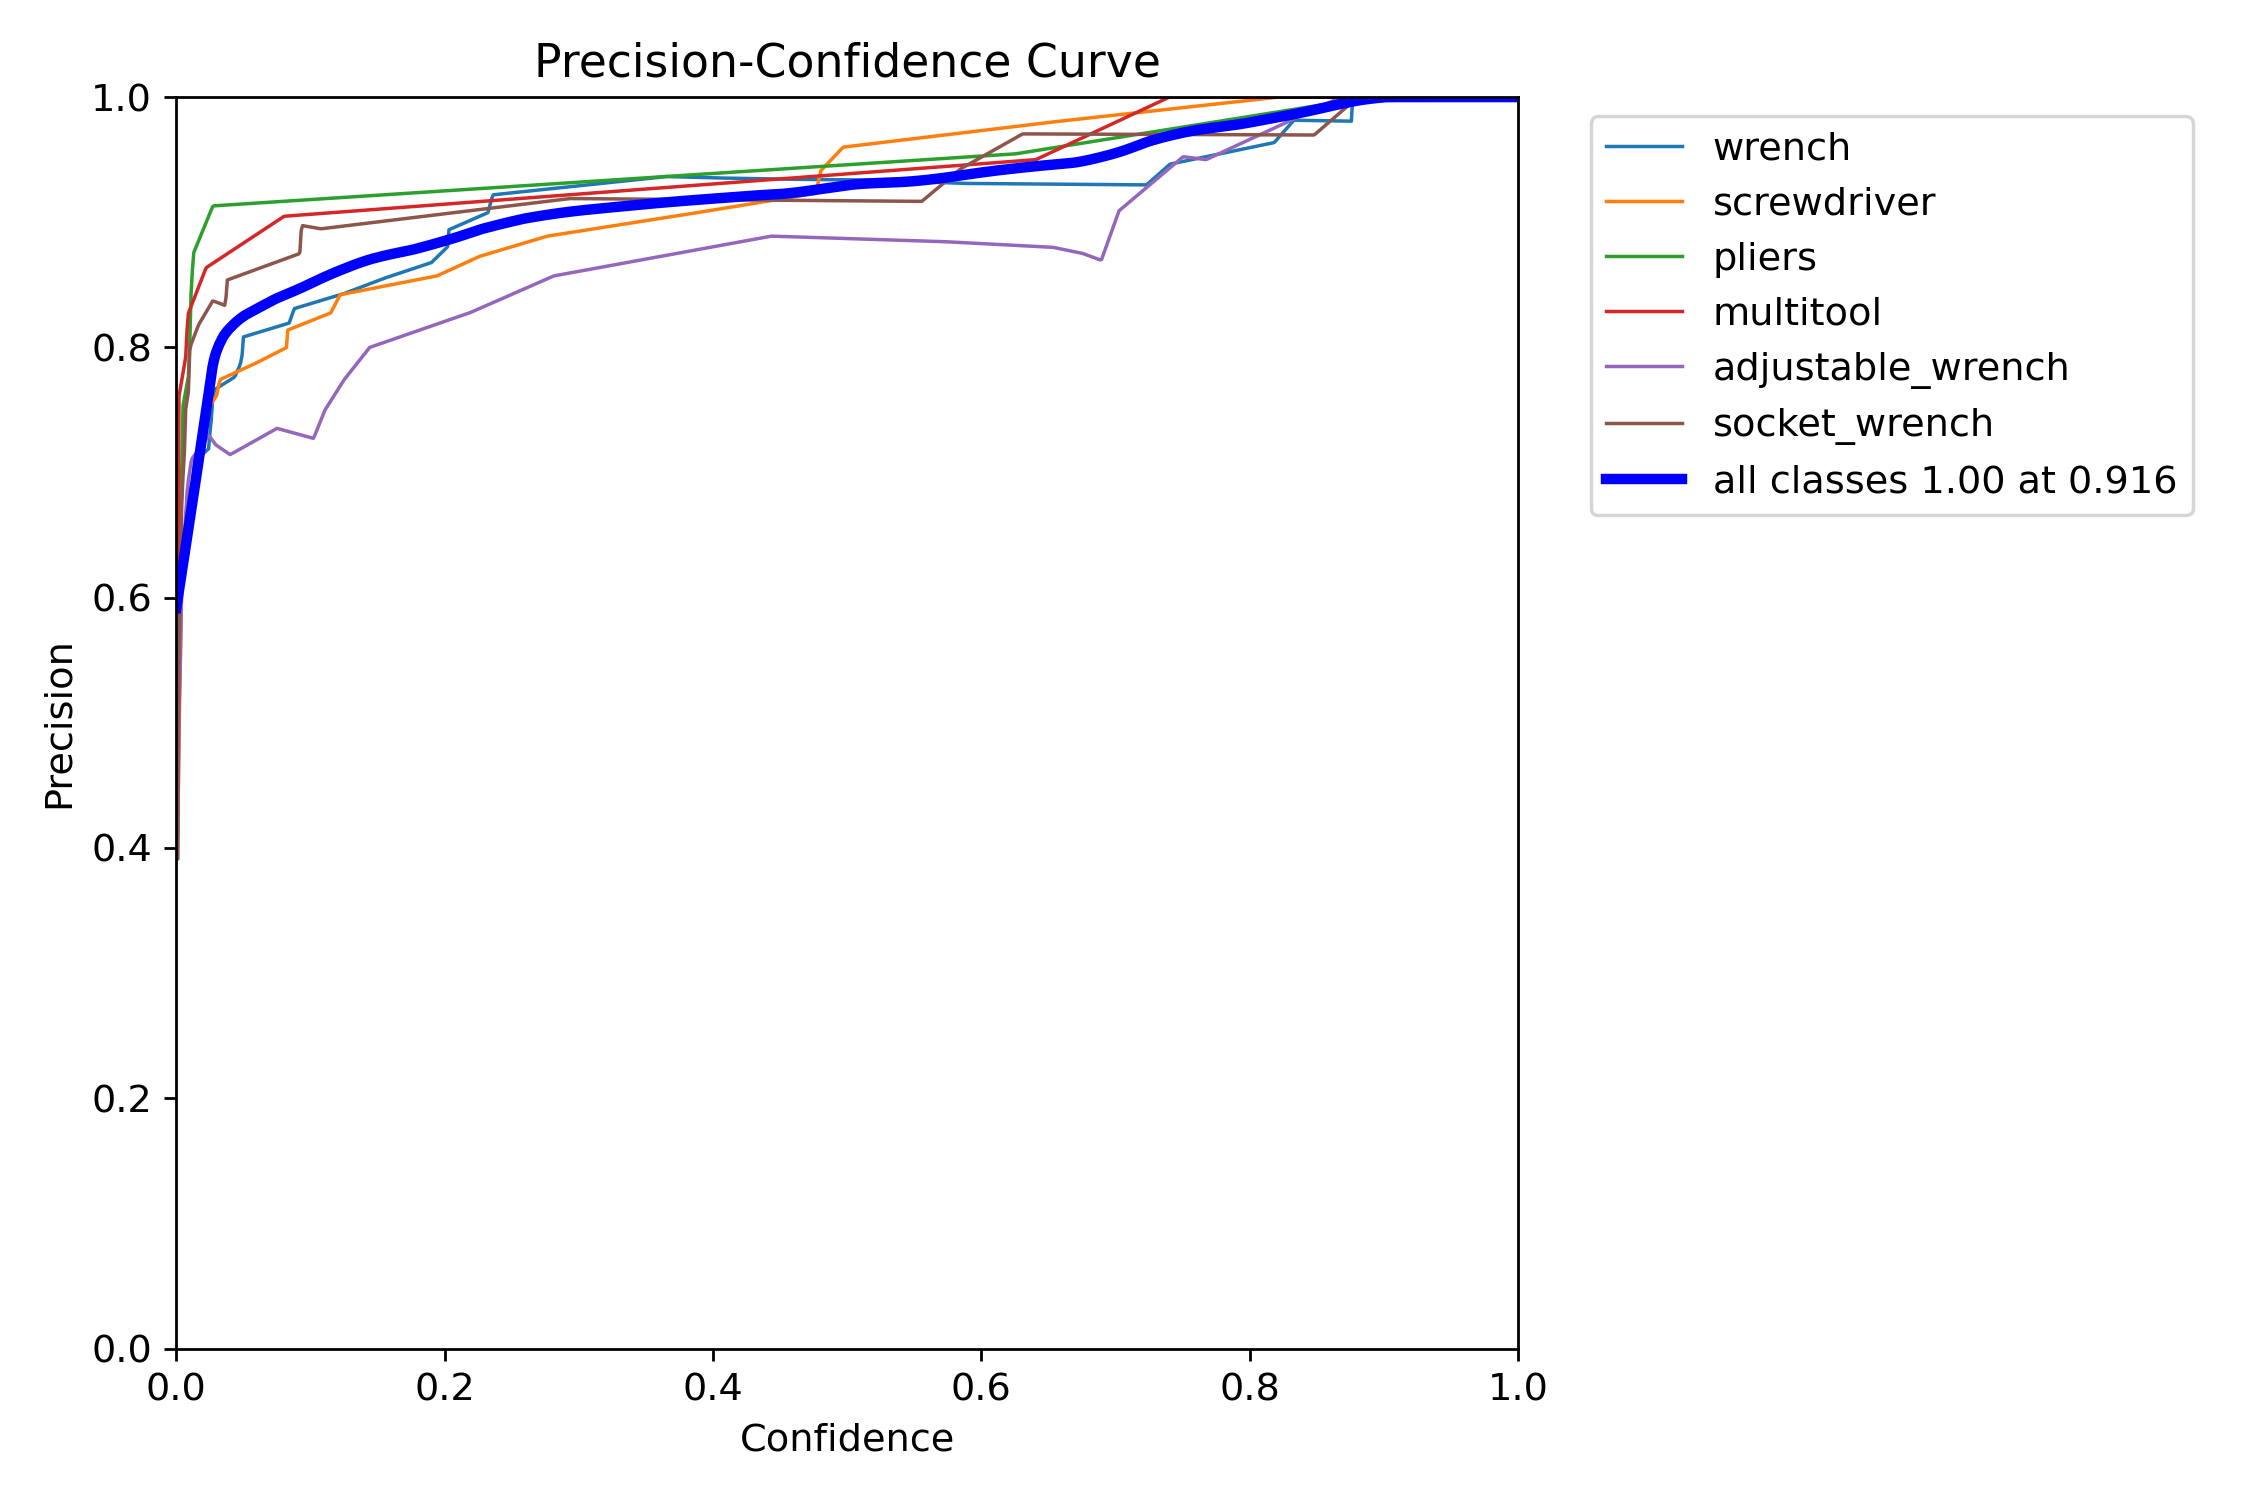 Precision-Confidence Curve
1.0
0.8
0.6
0.4
0.2
0.0
Precision
0.0 0.2 0.4 0.6 0.8 1.0
Confidence
wrench
screwdriver
pliers
multitool
adjustable_wrench
socket_wrench
all classes 1.00 at 0.916